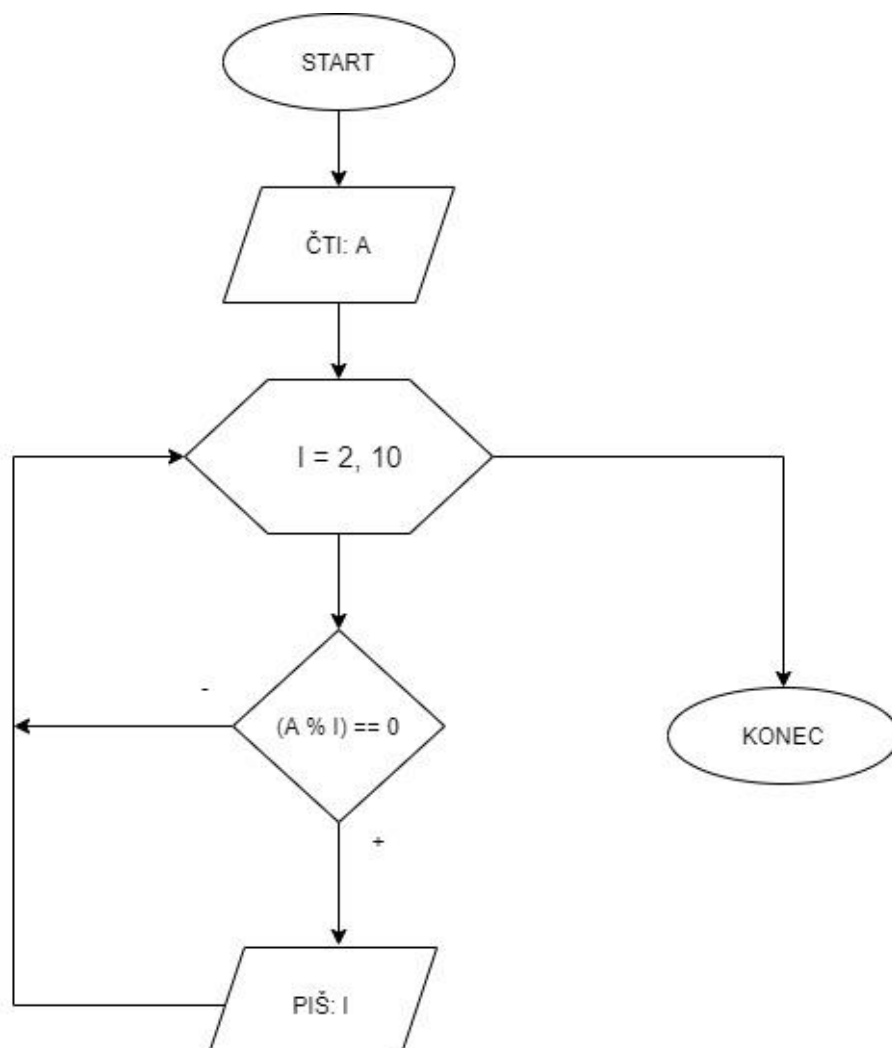 START
ČTI: A
I = 2, 10
-
(A % I) == 0
KONEC
+
PIŠ: I